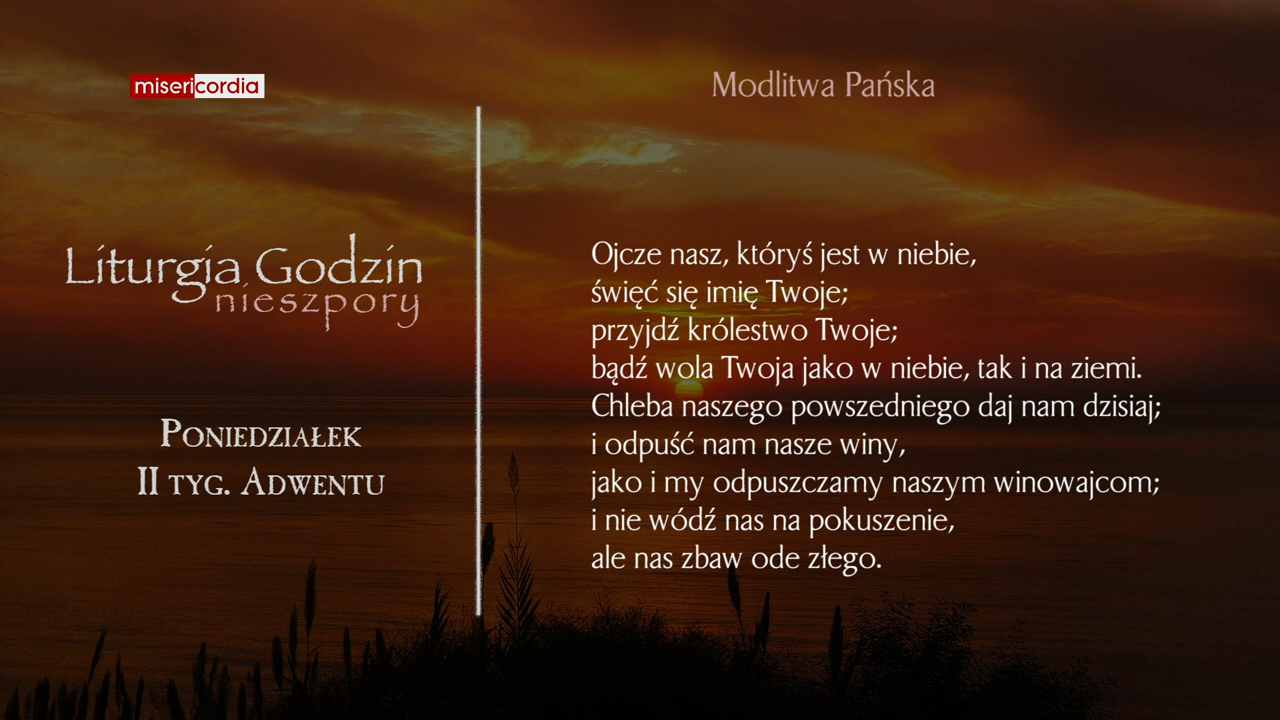 misericordia
Liturgia Godzin
nieszpory
Poniedziałek
II tyg. Adwentu
Modlitwa Pańska
Ojcze nasz, któryś jest w niebie,
święć się imię Twoje;
przyjdź królestwo Twoje;
bądź wola Twoja jako w niebie, tak i na ziemi.
Chleba naszego powszedniego daj nam dzisiaj;
i odpuść nam nasze winy,
jako i my odpuszczamy naszym winowajcom;
i nie wódź nas na pokuszenie,
ale nas zbaw ode złego.